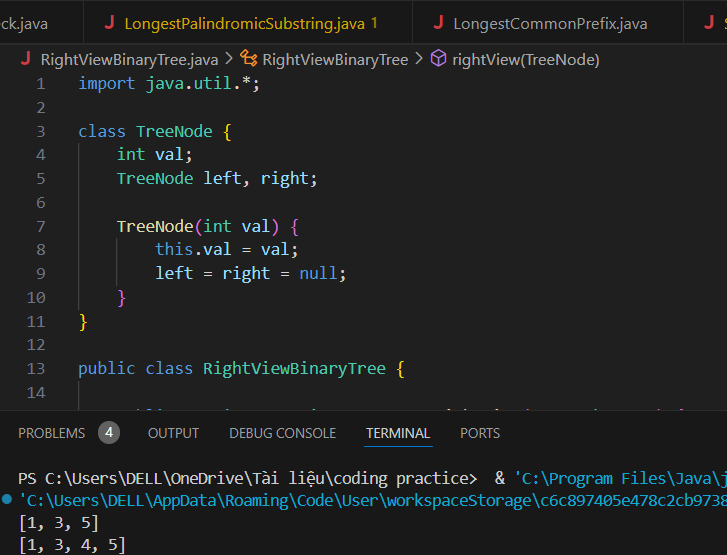 ck.java LongestPalindromicSubstring.java 1 LongestCommonPrefix.java
RightViewBinaryTree.java > RightViewBinaryTree > rightView(TreeNode)
1 import java.util.*;
2
3 class TreeNode {
4 int val;
5 TreeNode left, right;
6
7 TreeNode(int val) {
8 this.val = val;
9 left = right = null;
10 }
11 }
12
13 public class RightViewBinaryTree {
14
PROBLEMS 4 OUTPUT DEBUG CONSOLE TERMINAL PORTS
PS C:\Users\DELL\OneDrive\Tài liệu\coding practice> & 'C:\Program Files\Java\j
'C:\Users\DELL\AppData\Roaming\Code\User\workspaceStorage\c6c897405e478c2cb9738
[1, 3, 5]
[1, 3, 4, 5]